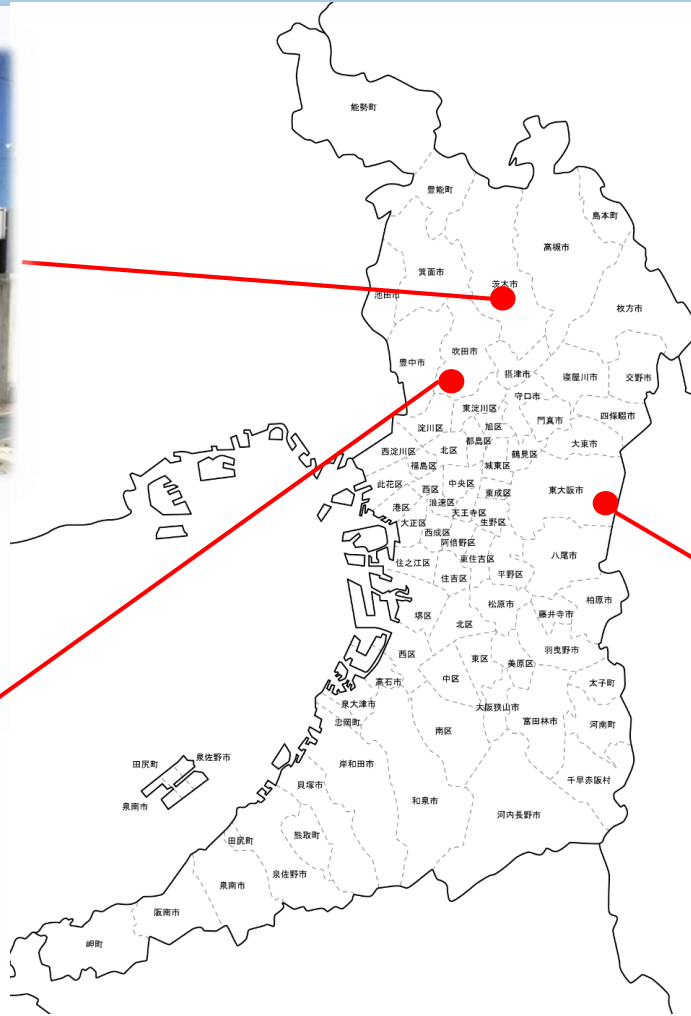 能勢町
豊能町
島本町
高槻市
箕面市
茨木市
池田市
枚方市
吹田市
豊中市
摂津市
寝屋川市
交野市
守口市
東淀川区
四條畷市
門真市
淀川区
旭区
都島区
大東市
西淀川区
北区
鶴見区
福島区
城東区
此花区
西区
中央区
東成区
東大阪市
港区
浪速区
天王寺区
大正区
生野区
西成区
阿倍野区
八尾市
住之江区
東住吉区
住吉区
平野区
柏原市
松原市
堺区
藤井寺市
北区
西区
東区
美原区
羽曳野市
高石市
中区
太子町
泉大津市
大阪狭山市
忠岡町
南区
富田林市
河南町
田尻町
泉佐野市
岸和田市
千早赤阪村
貝塚市
泉南市
和泉市
河内長野市
熊取町
田尻町
泉佐野市
泉南市
阪南市
岬町